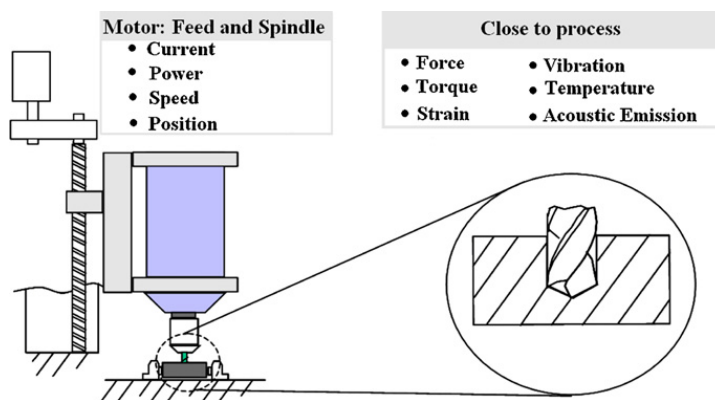 Motor: Feed and Spindle
• Current
• Power
• Speed
• Position
Close to process
• Force
• Torque
• Strain
• Vibration
• Temperature
• Acoustic Emission